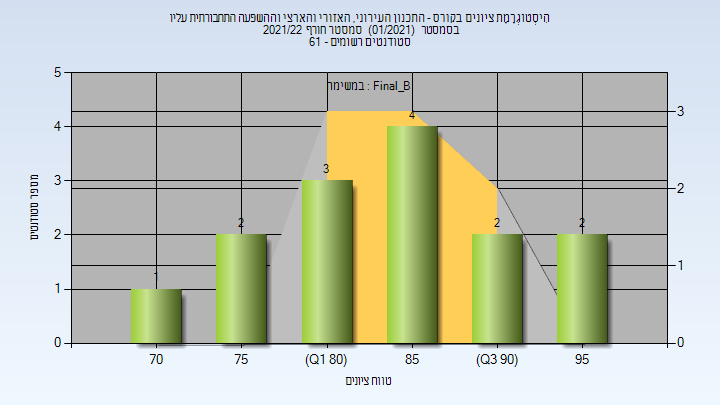 הִיסְטוֹגְרָמַת ציונים בקורס - התכנון העירוני, האזורי והארצי וההשפעה התחבורתית עליו
בסמסטר (01/2021) סמסטר חורף 2021/22
סטודנטים רשומים - 61
במשימה : Final_B
5
4
3
2
1
0
3
2
1
0
1
2
3
4
2
2
מספר סטודנטים
70
75
(Q1 80)
85
(Q3 90)
95
טווח ציונים